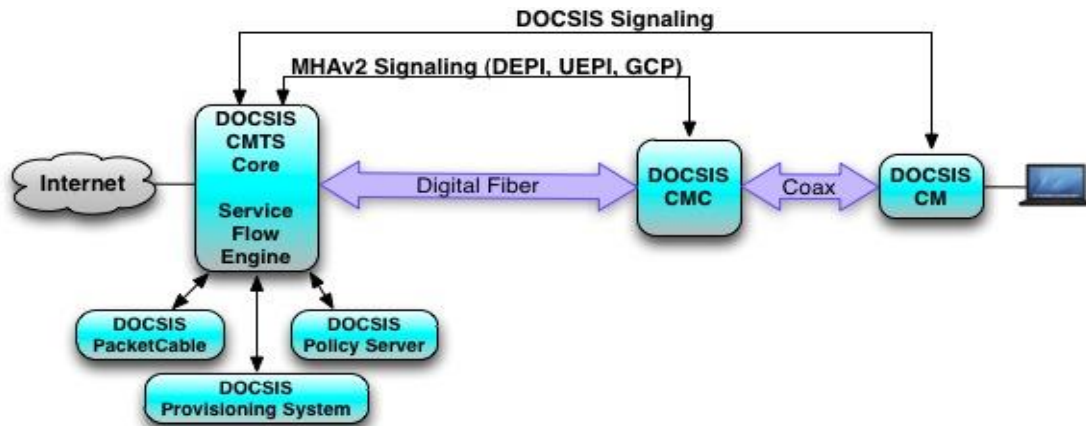 DOCSIS Signaling
MHAv2 Signaling (DEPI, UEPI, GCP)
DOCSIS
CMTS
Core
Service
Flow
Engine
Internet
Digital Fiber
DOCSIS
CMC
Coax
DOCSIS
CM
DOCSIS
PacketCable
DOCSIS
Policy Server
DOCSIS
Provisioning System